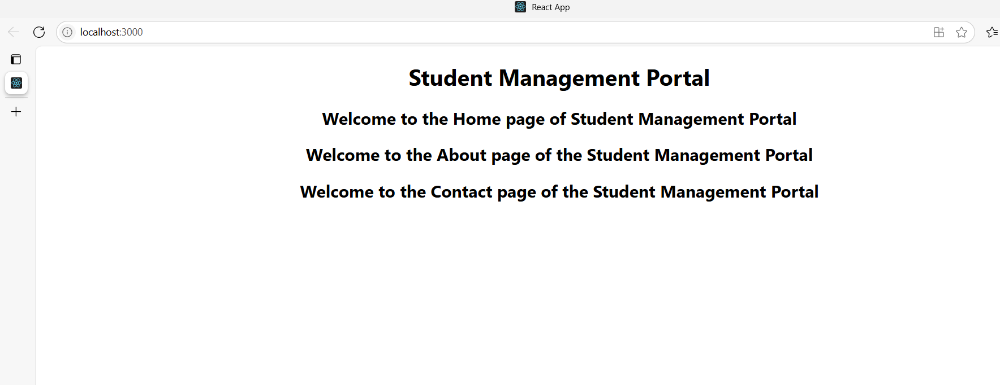 React App
localhost:3000
Student Management Portal
Welcome to the Home page of Student Management Portal
Welcome to the About page of the Student Management Portal
Welcome to the Contact page of the Student Management Portal